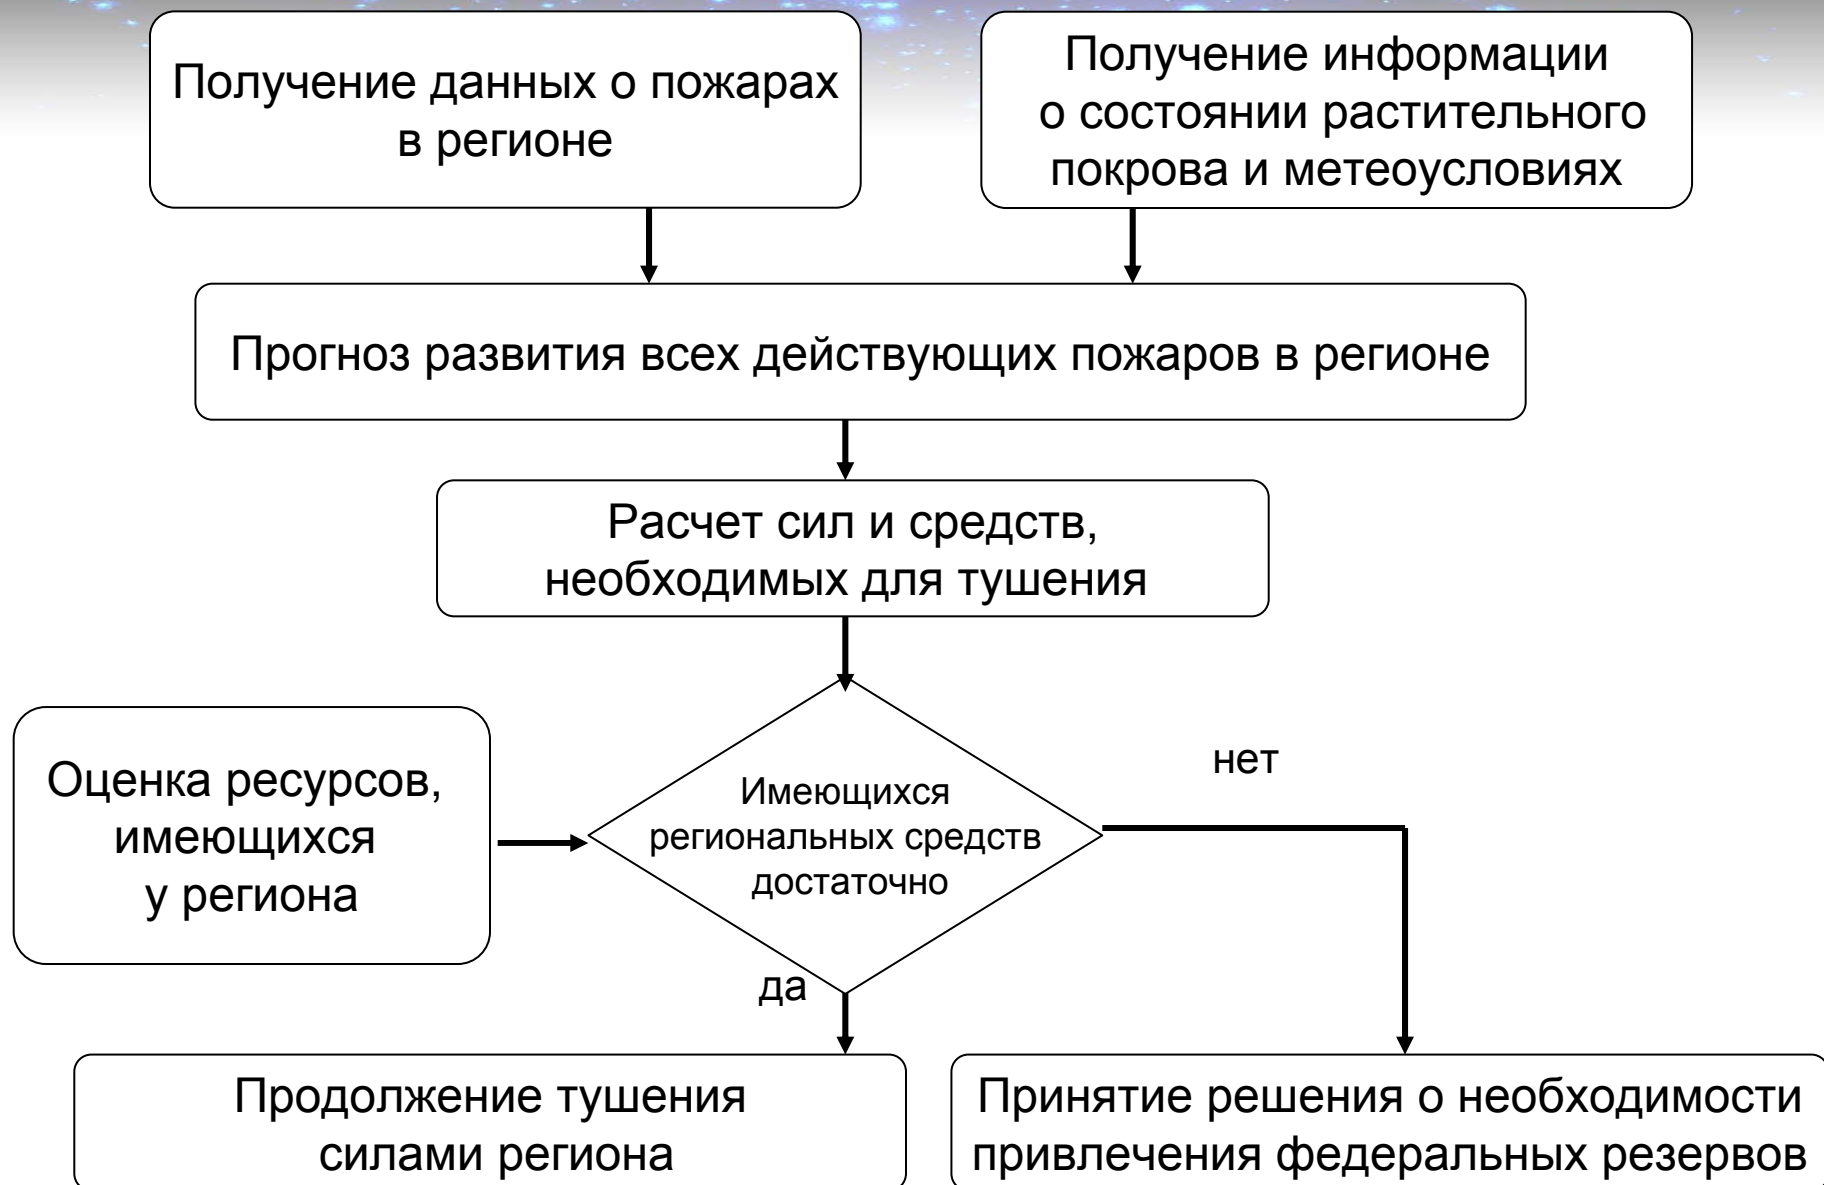 Получение данных о пожарах
в регионе
Получение информации
о состоянии растительного
покрова и метеоусловиях
Прогноз развития всех действующих пожаров в регионе
Расчет сил и средств,
необходимых для тушения
Оценка ресурсов,
имеющихся
у региона
Имеющихся
региональных средств
достаточно
нет
да
Продолжение тушения
силами региона
Принятие решения о необходимости
привлечения федеральных резервов